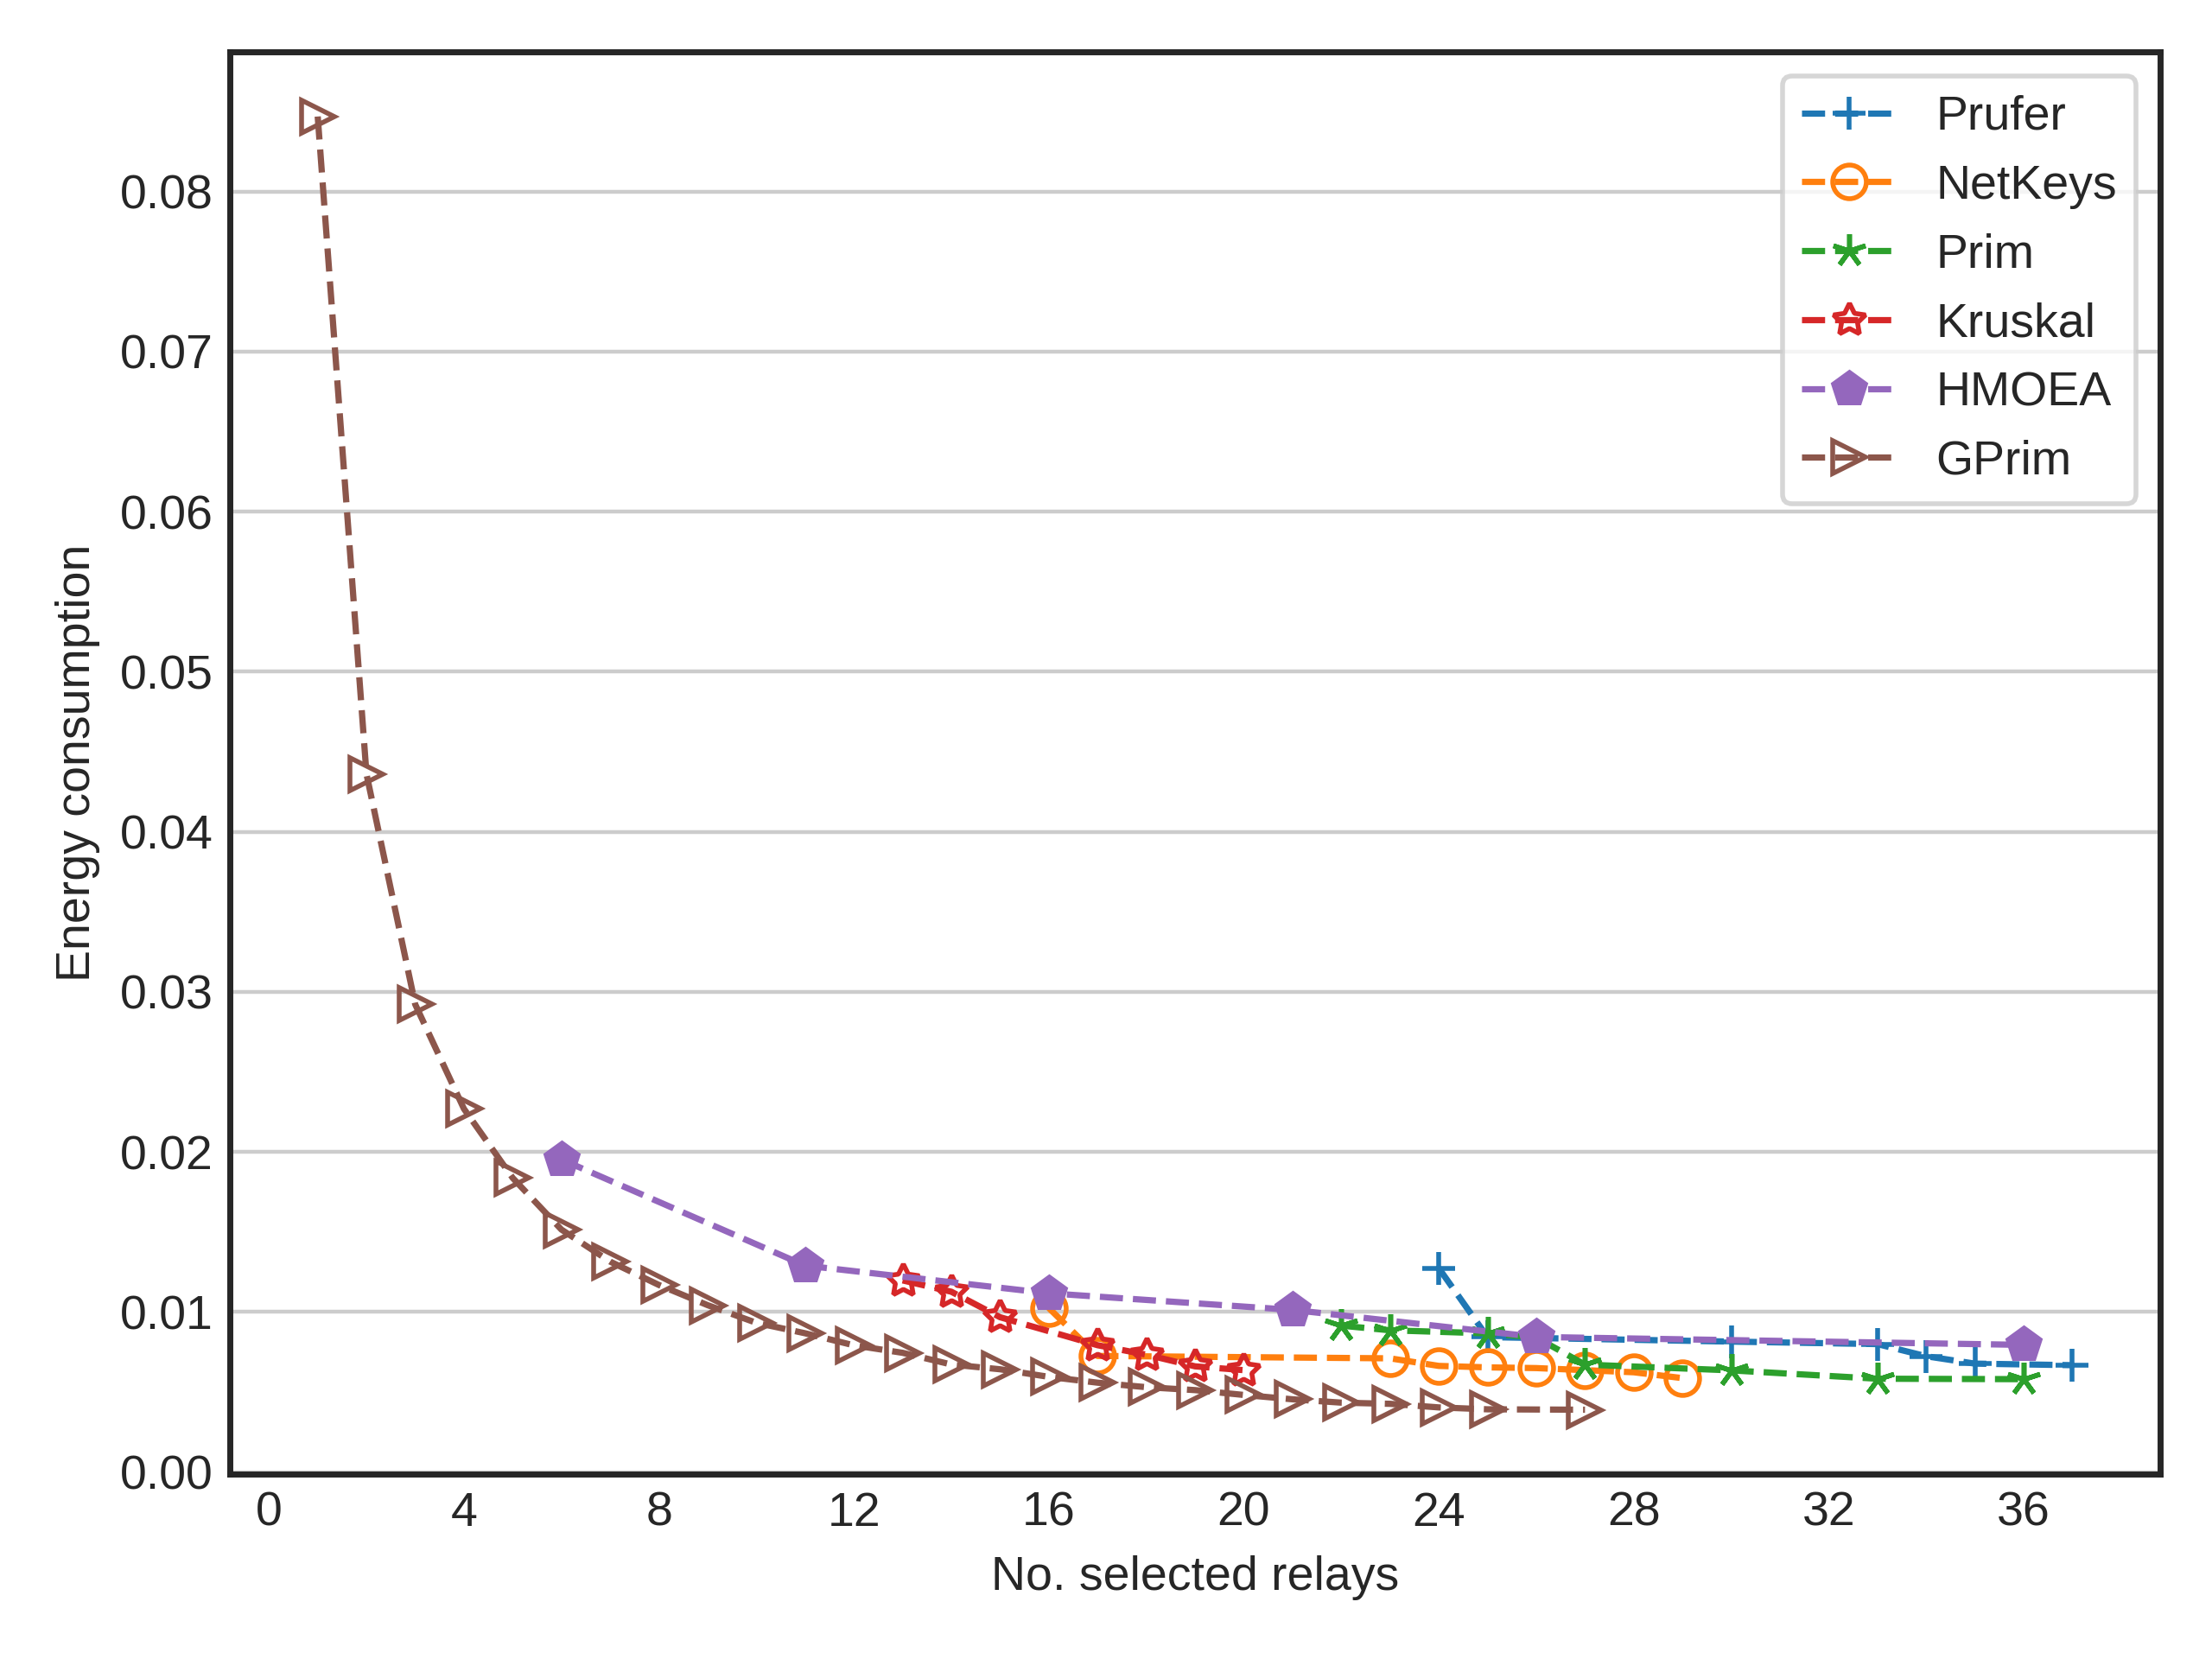 Energy consumption
0.08
0.07
0.06
0.05
0.04
0.03
0.02
0.01
0.00
0 4 8 12 16 20 24 28 32 36
No. selected relays
Prufer
NetKeys
Prim
Kruskal
HMOEA
GPrim